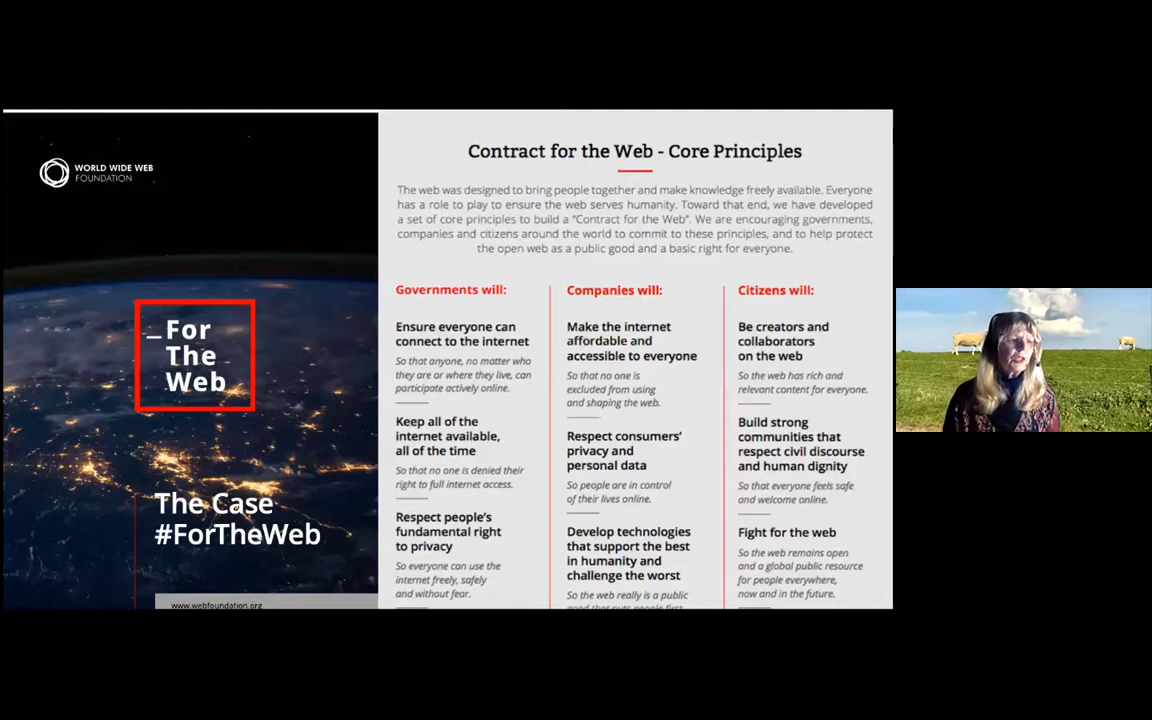 WORLD WIDE WEB
FOUNDATION
_For
The
Web
The Case
#ForTheWeb
www.webfoundation.org
Contract for the Web - Core Principles
The web was designed to bring people together and make knowledge freely available. Everyone
has a role to play to ensure the web serves humanity. Toward that end, we have developed
a set of core principles to build a "Contract for the Web". We are encouraging governments,
companies and citizens around the world to commit to these principles, and to help protect
the open web as a public good and a basic right for everyone.
Governments will:
Ensure everyone can
connect to the internet
So that anyone, no matter who
they are or where they live, can
participate actively online.
Keep all of the
internet available,
all of the time
So that no one is denied their
right to full internet access.
Respect people's
fundamental right
to privacy
So everyone can use the
internet freely, safely
and without fear.
Companies will:
Make the internet
affordable and
accessible to everyone
So that no one is
excluded from using
and shaping the web.
Respect consumers'
privacy and
personal data
So people are in control
of their lives online.
Develop technologies
that support the best
in humanity and
challenge the worst
So the web really is a public
good that puts people first.
Citizens will:
Be creators and
collaborators
on the web
So the web has rich and
relevant content for everyone.
Build strong
communities that
respect civil discourse
and human dignity
So that everyone feels safe
and welcome online.
Fight for the web
So the web remains open
and a global public resource
for people everywhere,
now and in the future.